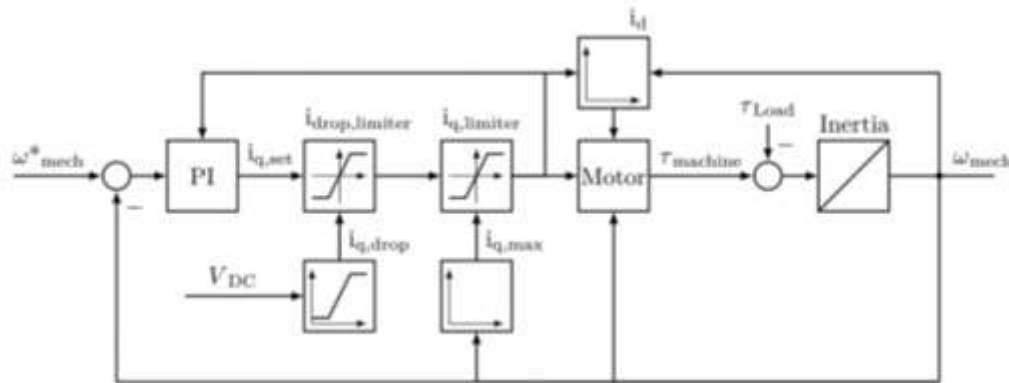 i_d
i_drop,limiter
i_q,limiter
τ_Load
Inertia
ω*_mech
PI
i_q,set
Motor
τ_machine
ω_mech
−
−
i_q,drop
i_q,max
V_DC